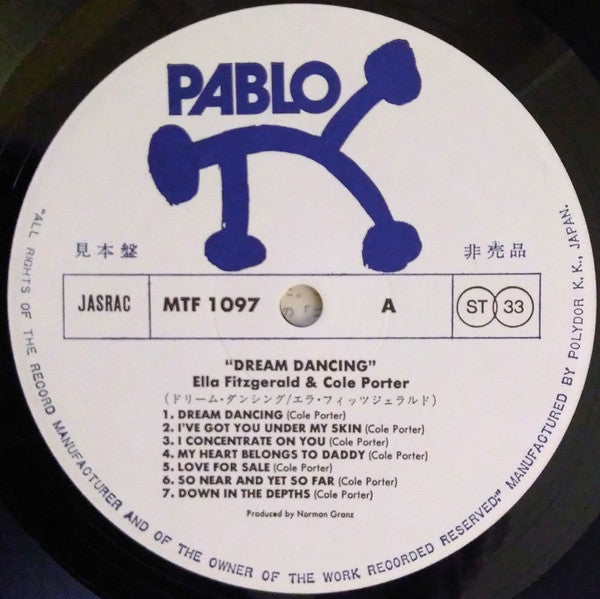 PABLO
見本盤
非売品
JASRAC
MTF 1097
A
ST 33
"DREAM DANCING"
Ella Fitzgerald & Cole Porter
(ドリーム・ダンシング/エラ・フィッツジェラルド)
1. DREAM DANCING (Cole Porter)
2. I'VE GOT YOU UNDER MY SKIN (Cole Porter)
3. I CONCENTRATE ON YOU (Cole Porter)
4. MY HEART BELONGS TO DADDY (Cole Porter)
5. LOVE FOR SALE (Cole Porter)
6. SO NEAR AND YET SO FAR (Cole Porter)
7. DOWN IN THE DEPTHS (Cole Porter)
Produced by Norman Granz
"ALL RIGHTS OF THE RECORD MANUFACTURER AND OF THE OWNER OF THE WORK RECORDED RESERVED." MANUFACTURED BY POLYDOR K. K., JAPAN.